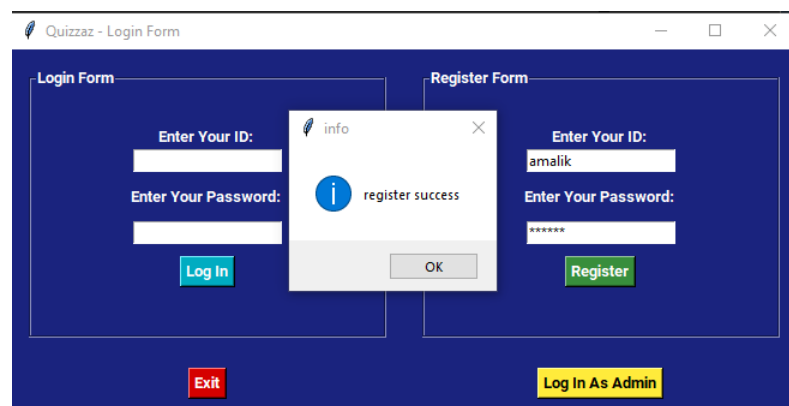 Quizzaz - Login Form
Login Form
Enter Your ID:
Enter Your Password:
Log In
Register Form
Enter Your ID:
amalik
Enter Your Password:
******
Register
info
register success
OK
Exit
Log In As Admin